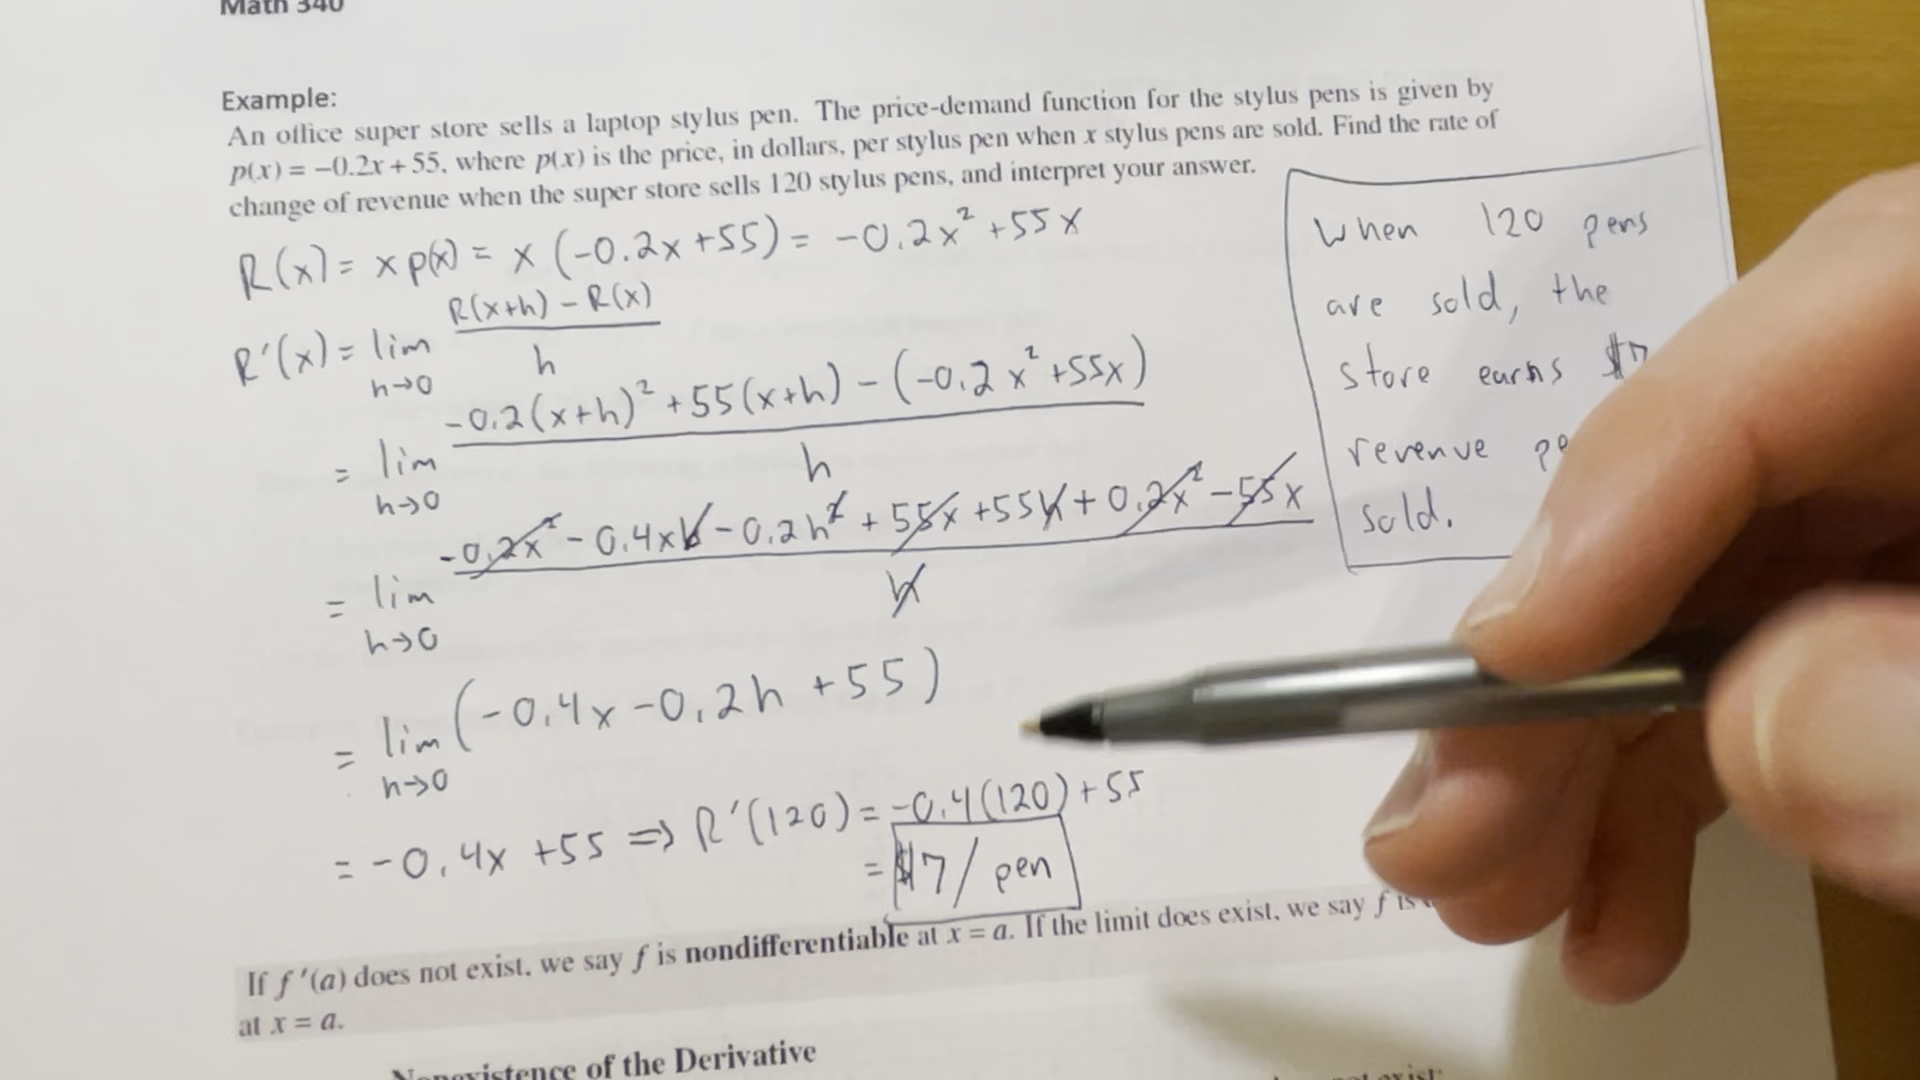 Math 340
Example:
An office super store sells a laptop stylus pen. The price-demand function for the stylus pens is given by
p(x) = −0.2x + 55, where p(x) is the price, in dollars, per stylus pen when x stylus pens are sold. Find the rate of
change of revenue when the super store sells 120 stylus pens, and interpret your answer.
R(x) = x p(x) = x (-0.2x +55) = -0.2x² +55x
R'(x) = lim h→0 R(x+h) - R(x) / h
= lim h→0 -0.2(x+h)² +55(x+h) - (-0.2x² +55x) / h
= lim h→0 -0.2x² - 0.4xh - 0.2h² + 55x +55h + 0.2x² - 55x / h
= lim h→0 (-0.4x -0.2h +55)
= -0.4x +55 ⇒ R'(120) = -0.4(120) + 55
= $7/ pen
When 120 pens
are sold, the
store earns $7
revenue
sold.
If f '(a) does not exist, we say f is nondifferentiable at x = a. If the limit does exist, we say f is
at x = a.
Nonexistence of the Derivative
not exist: